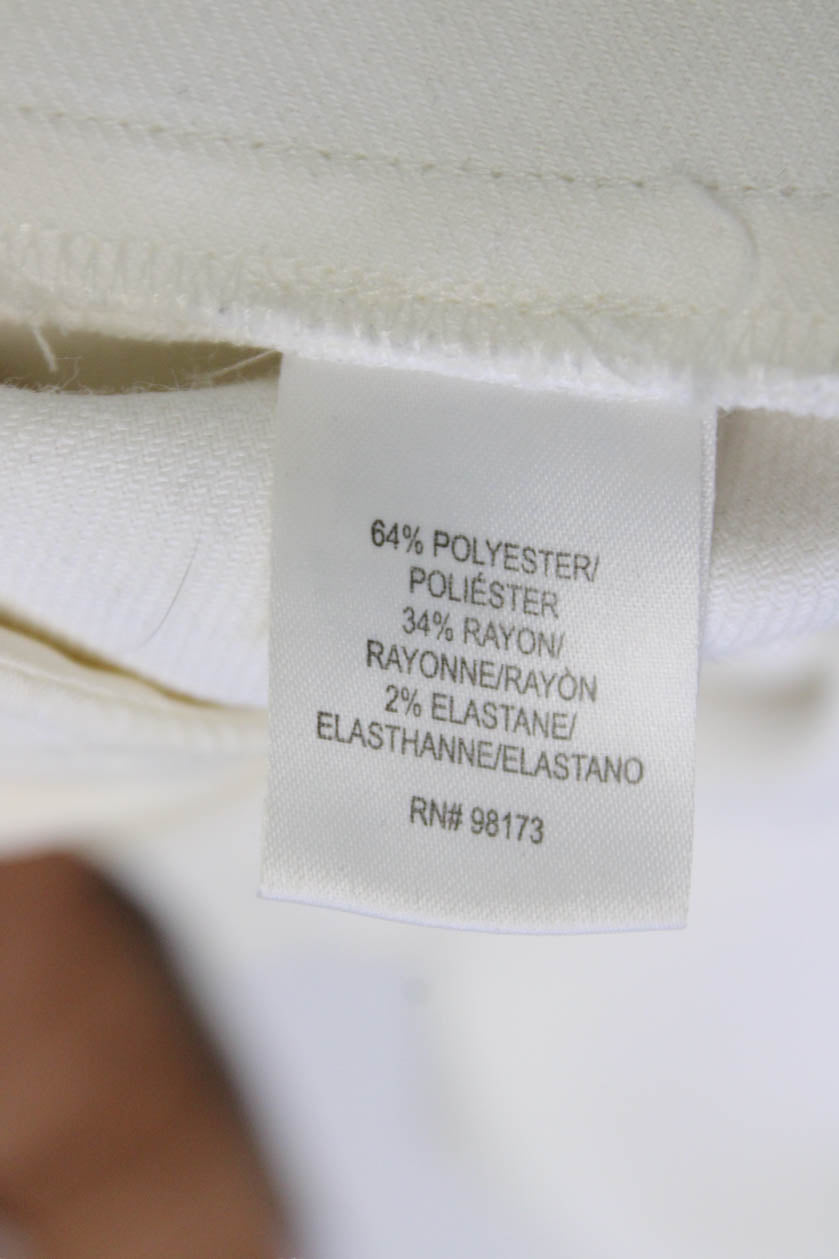 64% POLYESTER/
POLIÉSTER
34% RAYON/
RAYONNE/RAYÒN
2% ELASTANE/
ELASTHANNE/ELASTANO
RN# 98173